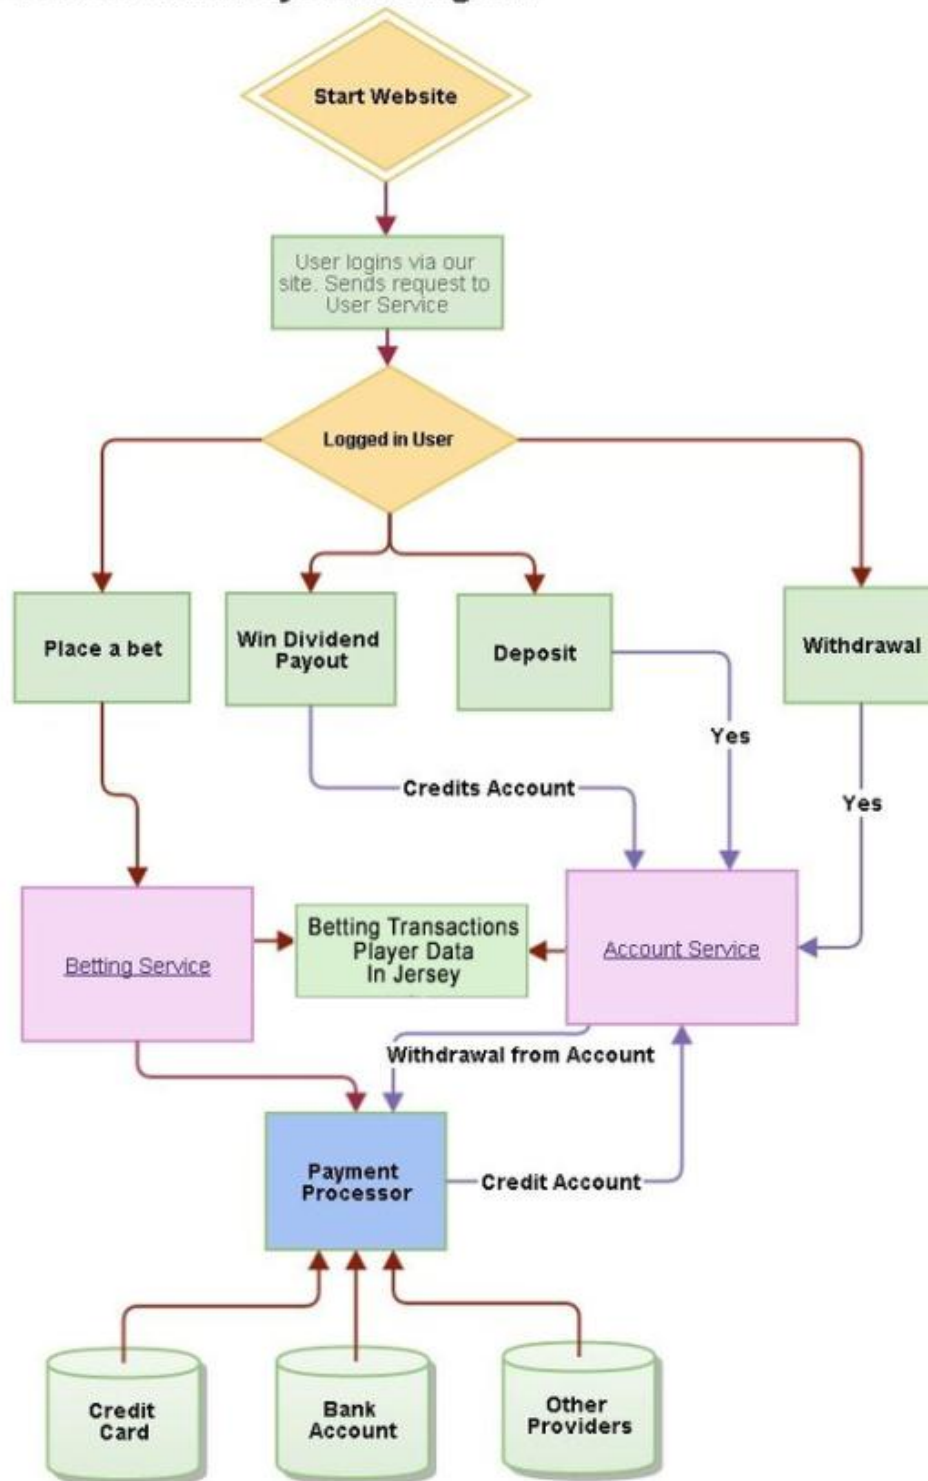 Start Website
User logins via our
site. Sends request to
User Service
Logged in User
Place a bet
Win Dividend
Payout
Deposit
Withdrawal
Yes
Credits Account
Yes
Betting Service
Betting Transactions
Player Data
In Jersey
Account Service
Withdrawal from Account
Payment
Processor
Credit Account
Credit
Card
Bank
Account
Other
Providers